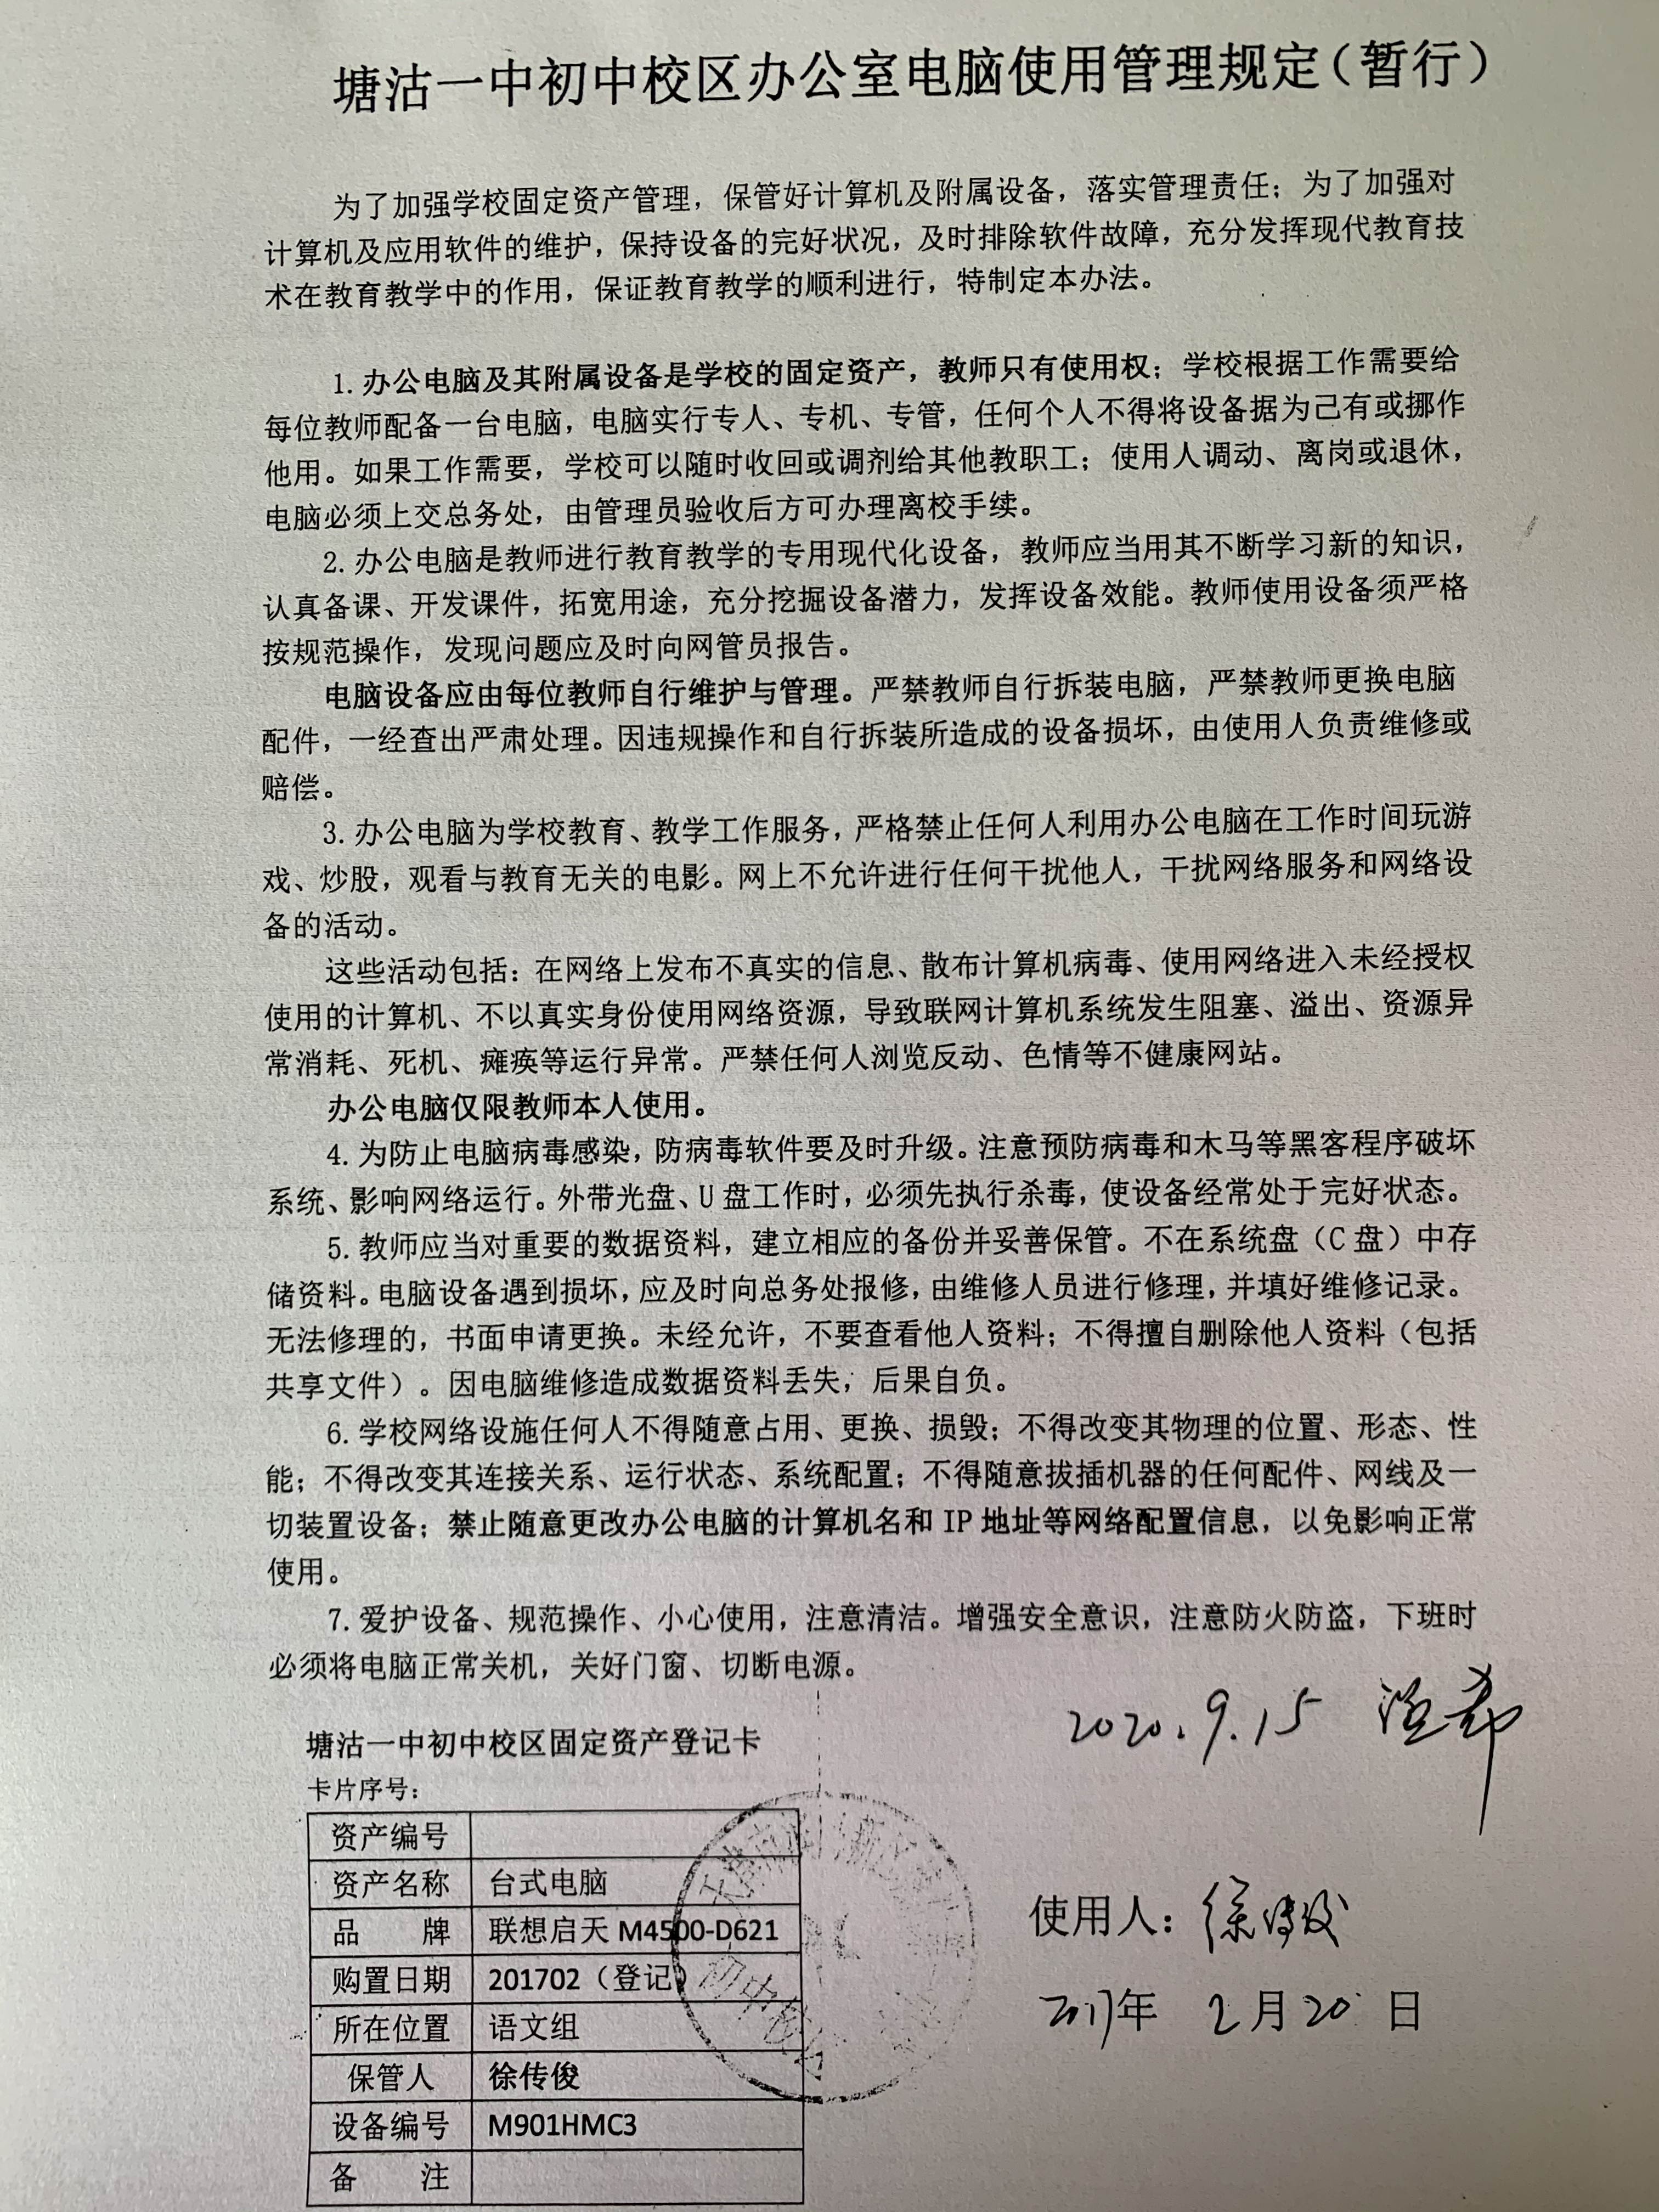 塘沽一中初中校区办公室电脑使用管理规定（暂行）
为了加强学校固定资产管理，保管好计算机及附属设备，落实管理责任；为了加强对
计算机及应用软件的维护，保持设备的完好状况，及时排除软件故障，充分发挥现代教育技
术在教育教学中的作用，保证教育教学的顺利进行，特制定本办法。
1.办公电脑及其附属设备是学校的固定资产，教师只有使用权；学校根据工作需要给
每位教师配备一台电脑，电脑实行专人、专机、专管，任何个人不得将设备据为己有或挪作
他用。如果工作需要，学校可以随时收回或调剂给其他教职工；使用人调动、离岗或退休，
电脑必须上交总务处，由管理员验收后方可办理离校手续。
2.办公电脑是教师进行教育教学的专用现代化设备，教师应当用其不断学习新的知识，
认真备课、开发课件，拓宽用途，充分挖掘设备潜力，发挥设备效能。教师使用设备须严格
按规范操作，发现问题应及时向网管员报告。
电脑设备应由每位教师自行维护与管理。严禁教师自行拆装电脑，严禁教师更换电脑
配件，一经查出严肃处理。因违规操作和自行拆装所造成的设备损坏，由使用人负责维修或
赔偿。
3.办公电脑为学校教育、教学工作服务，严格禁止任何人利用办公电脑在工作时间玩游
戏、炒股，观看与教育无关的电影。网上不允许进行任何干扰他人，干扰网络服务和网络设
备的活动。
这些活动包括：在网络上发布不真实的信息、散布计算机病毒、使用网络进入未经授权
使用的计算机、不以真实身份使用网络资源，导致联网计算机系统发生阻塞、溢出、资源异
常消耗、死机、瘫痪等运行异常。严禁任何人浏览反动、色情等不健康网站。
办公电脑仅限教师本人使用。
4.为防止电脑病毒感染，防病毒软件要及时升级。注意预防病毒和木马等黑客程序破坏
系统、影响网络运行。外带光盘、U盘工作时，必须先执行杀毒，使设备经常处于完好状态。
5.教师应当对重要的数据资料，建立相应的备份并妥善保管。不在系统盘（C盘）中存
储资料。电脑设备遇到损坏，应及时向总务处报修，由维修人员进行修理，并填好维修记录。
无法修理的，书面申请更换。未经允许，不要查看他人资料；不得擅自删除他人资料（包括
共享文件）。因电脑维修造成数据资料丢失，后果自负。
6.学校网络设施任何人不得随意占用、更换、损毁；不得改变其物理的位置、形态、性
能；不得改变其连接关系、运行状态、系统配置；不得随意拔插机器的任何配件、网线及一
切装置设备；禁止随意更改办公电脑的计算机名和 IP 地址等网络配置信息，以免影响正常
使用。
7.爱护设备、规范操作、小心使用，注意清洁。增强安全意识，注意防火防盗，下班时
必须将电脑正常关机，关好门窗、切断电源。
2020.9.15
塘沽一中初中校区固定资产登记卡
卡片序号：
资产编号
资产名称 台式电脑
品 牌 联想启天 M4500-D621
购置日期 201702（登记）
所在位置 语文组
保管人 徐传俊
设备编号 M901HMC3
备 注
使用人：徐传俊
2017年 2月20日